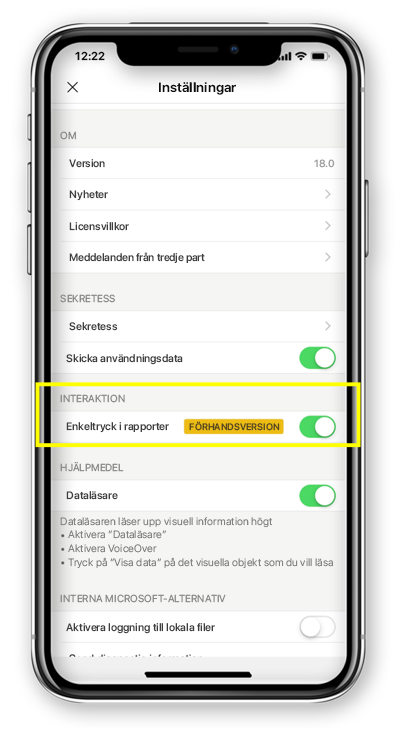 12:22
Inställningar
OM
Version 18.0
Nyheter
Licensvillkor
Meddelanden från tredje part
SEKRETESS
Sekretess
Skicka användningsdata
INTERAKTION
Enkeltryck i rapporter FÖRHANDSVERSION
HJÄLPMEDEL
Dataläsare
Dataläsaren läser upp visuell information högt
• Aktivera ”Dataläsare”
• Aktivera VoiceOver
• Tryck på ”Visa data” på det visuella objekt som du vill läsa
INTERNA MICROSOFT-ALTERNATIV
Aktivera loggning till lokala filer